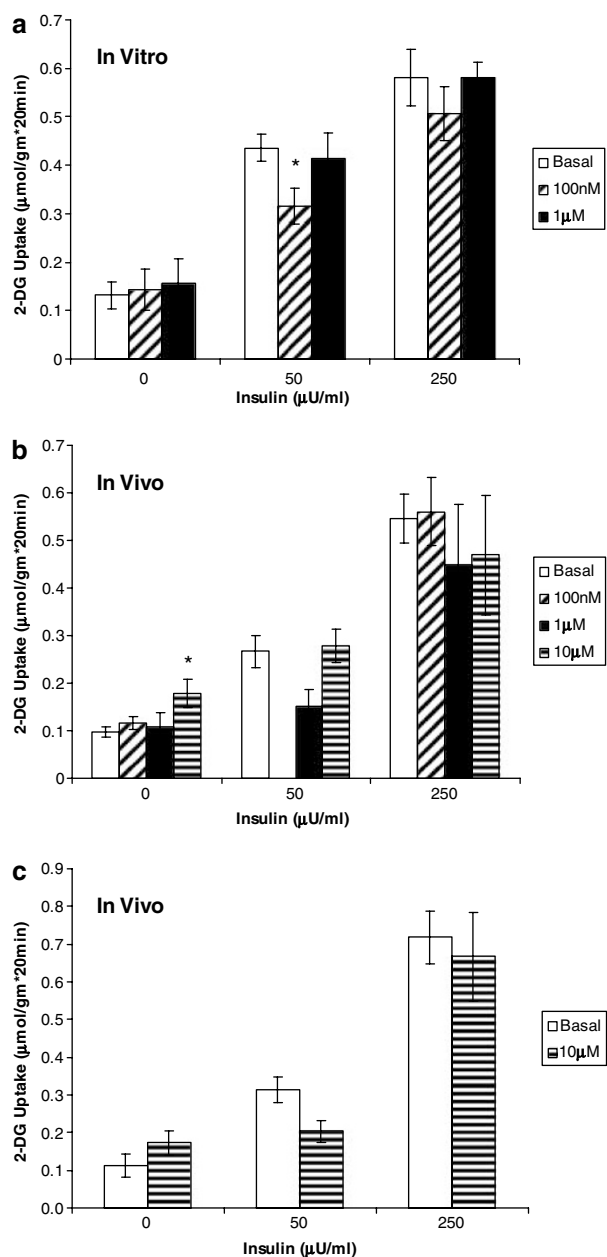 a
In Vitro
2-DG Uptake (μmol/gm*20min)
0.7
0.6
0.5
0.4
0.3
0.2
0.1
0
*
Basal
100nM
1μM
0 50 250
Insulin (μU/ml)
b
In Vivo
2-DG Uptake (μmol/gm*20min)
0.7
0.6
0.5
0.4
0.3
0.2
0.1
0
*
Basal
100nM
1μM
10μM
0 50 250
Insulin (μU/ml)
c
In Vivo
2-DG Uptake (μmol/gm*20min)
0.9
0.8
0.7
0.6
0.5
0.4
0.3
0.2
0.1
0.0
Basal
10μM
0 50 250
Insulin (μU/ml)